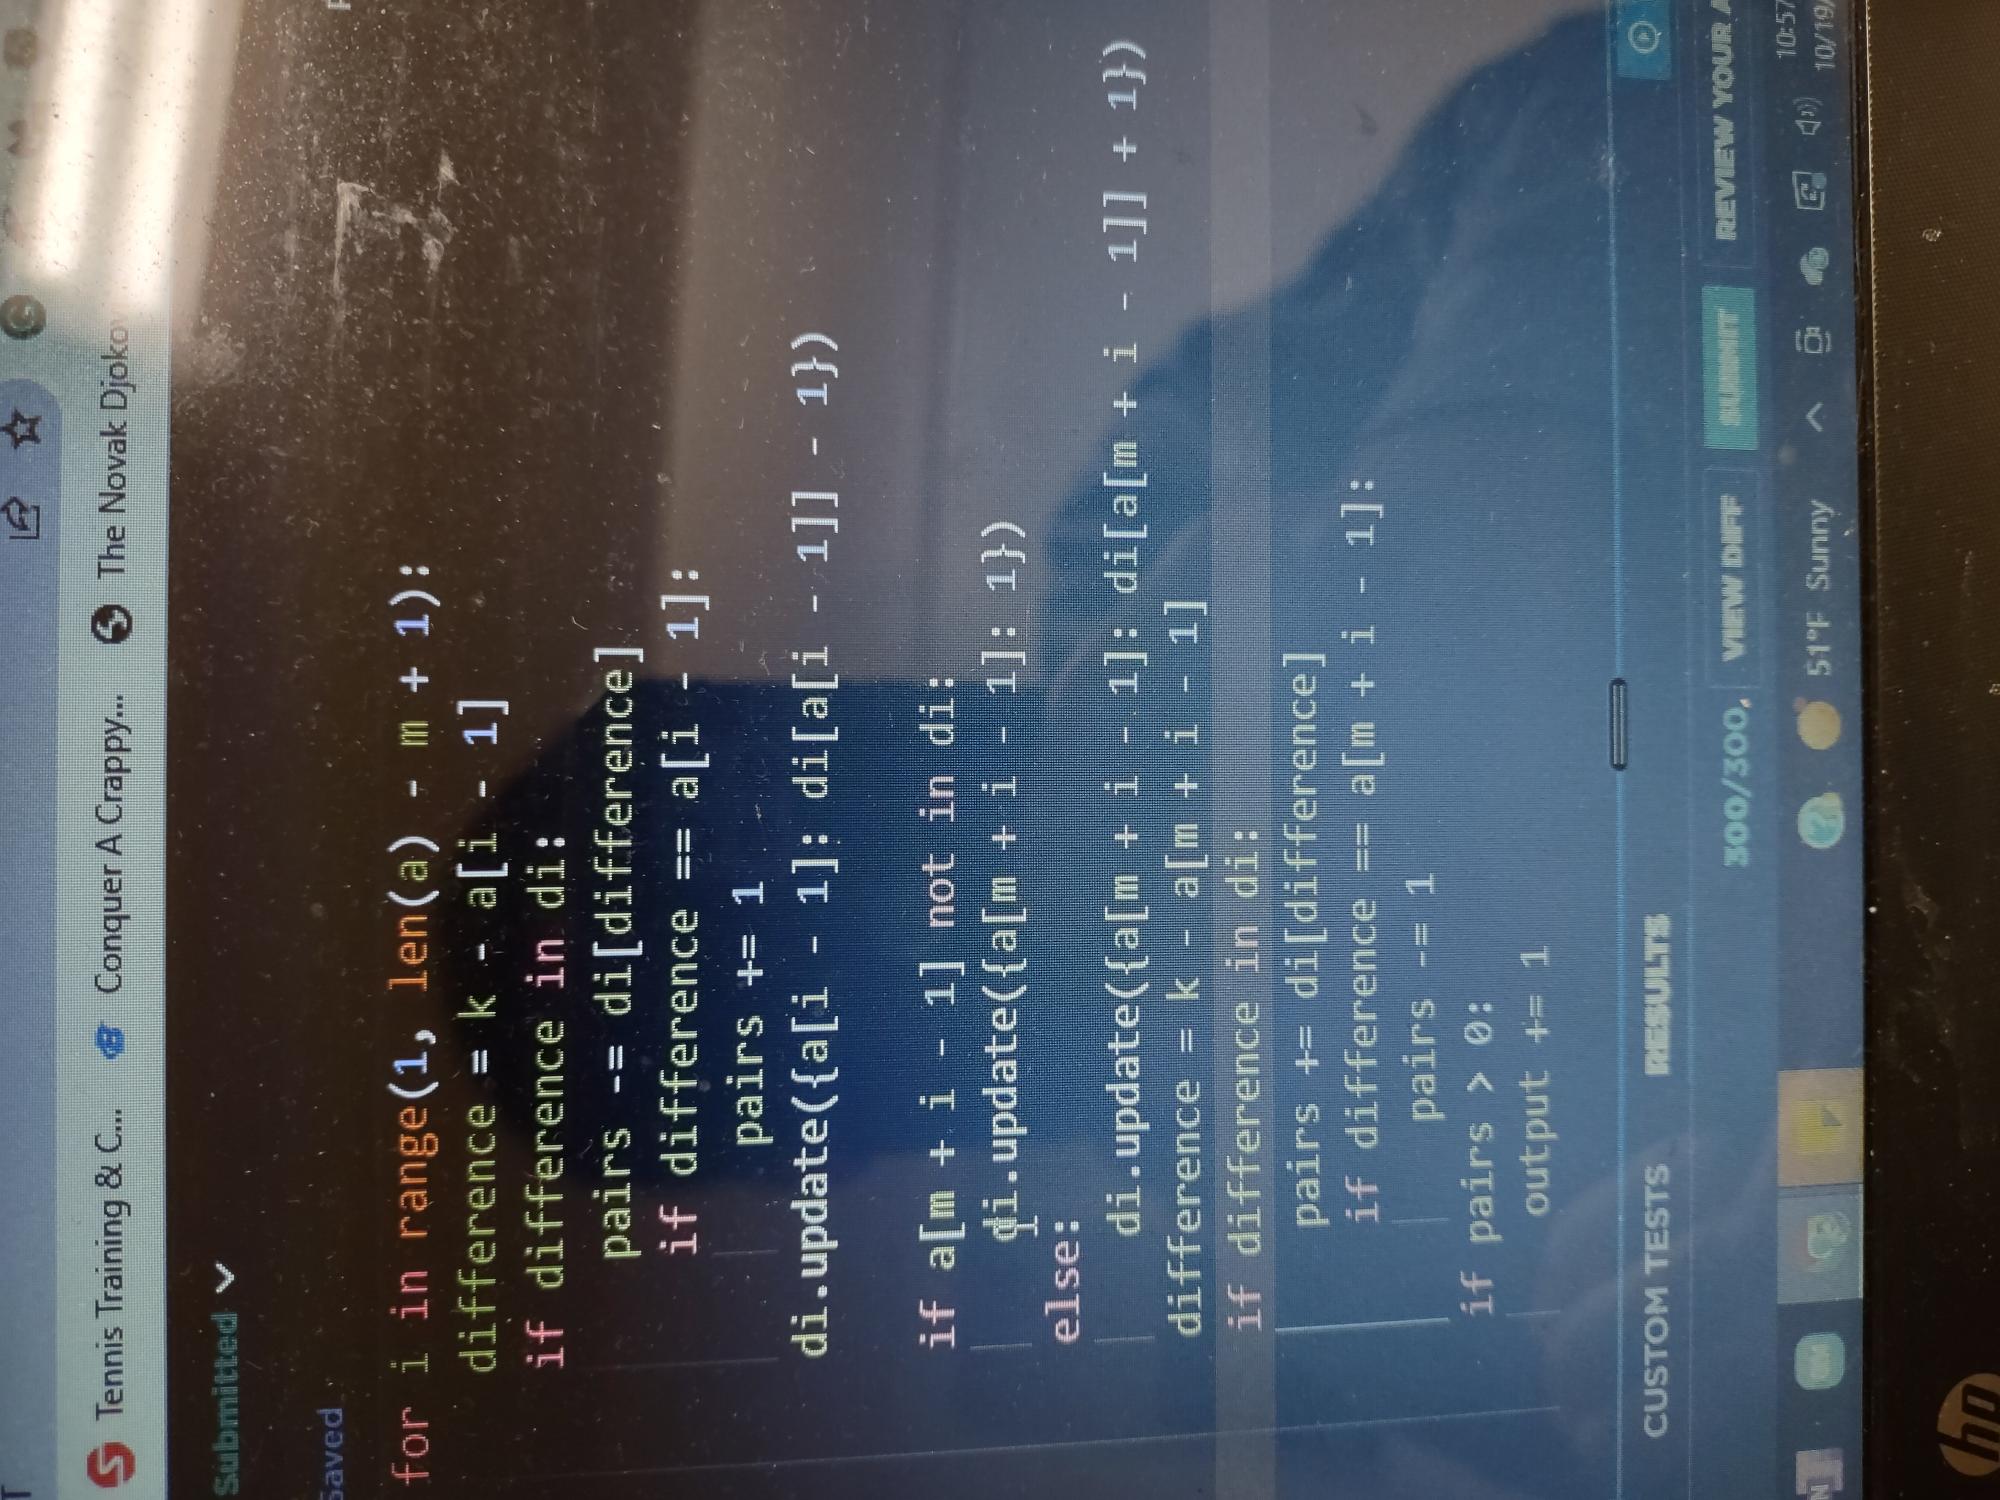 Tennis Training & C... Conquer A Crappy... The Novak Djoko
Submitted
Saved
for i in range(1, len(a) - m + 1):
difference = k - a[i - 1]
if difference in di:
pairs -= di[difference]
if difference == a[i - 1]:
pairs += 1
di.update({a[i - 1]: di[a[i - 1]] - 1})
if a[m + i - 1] not in di:
di.update({a[m + i - 1]: 1})
else:
di.update({a[m + i - 1]: di[a[m + i - 1]] + 1})
difference = k - a[m + i - 1]
if difference in di:
pairs += di[difference]
if difference == a[m + i - 1]:
pairs -= 1
if pairs > 0:
output += 1
CUSTOM TESTS RESULTS
300/300 VIEW DIFF SUBMIT REVIEW YOUR A
51°F Sunny
10:57
10/19/
hp